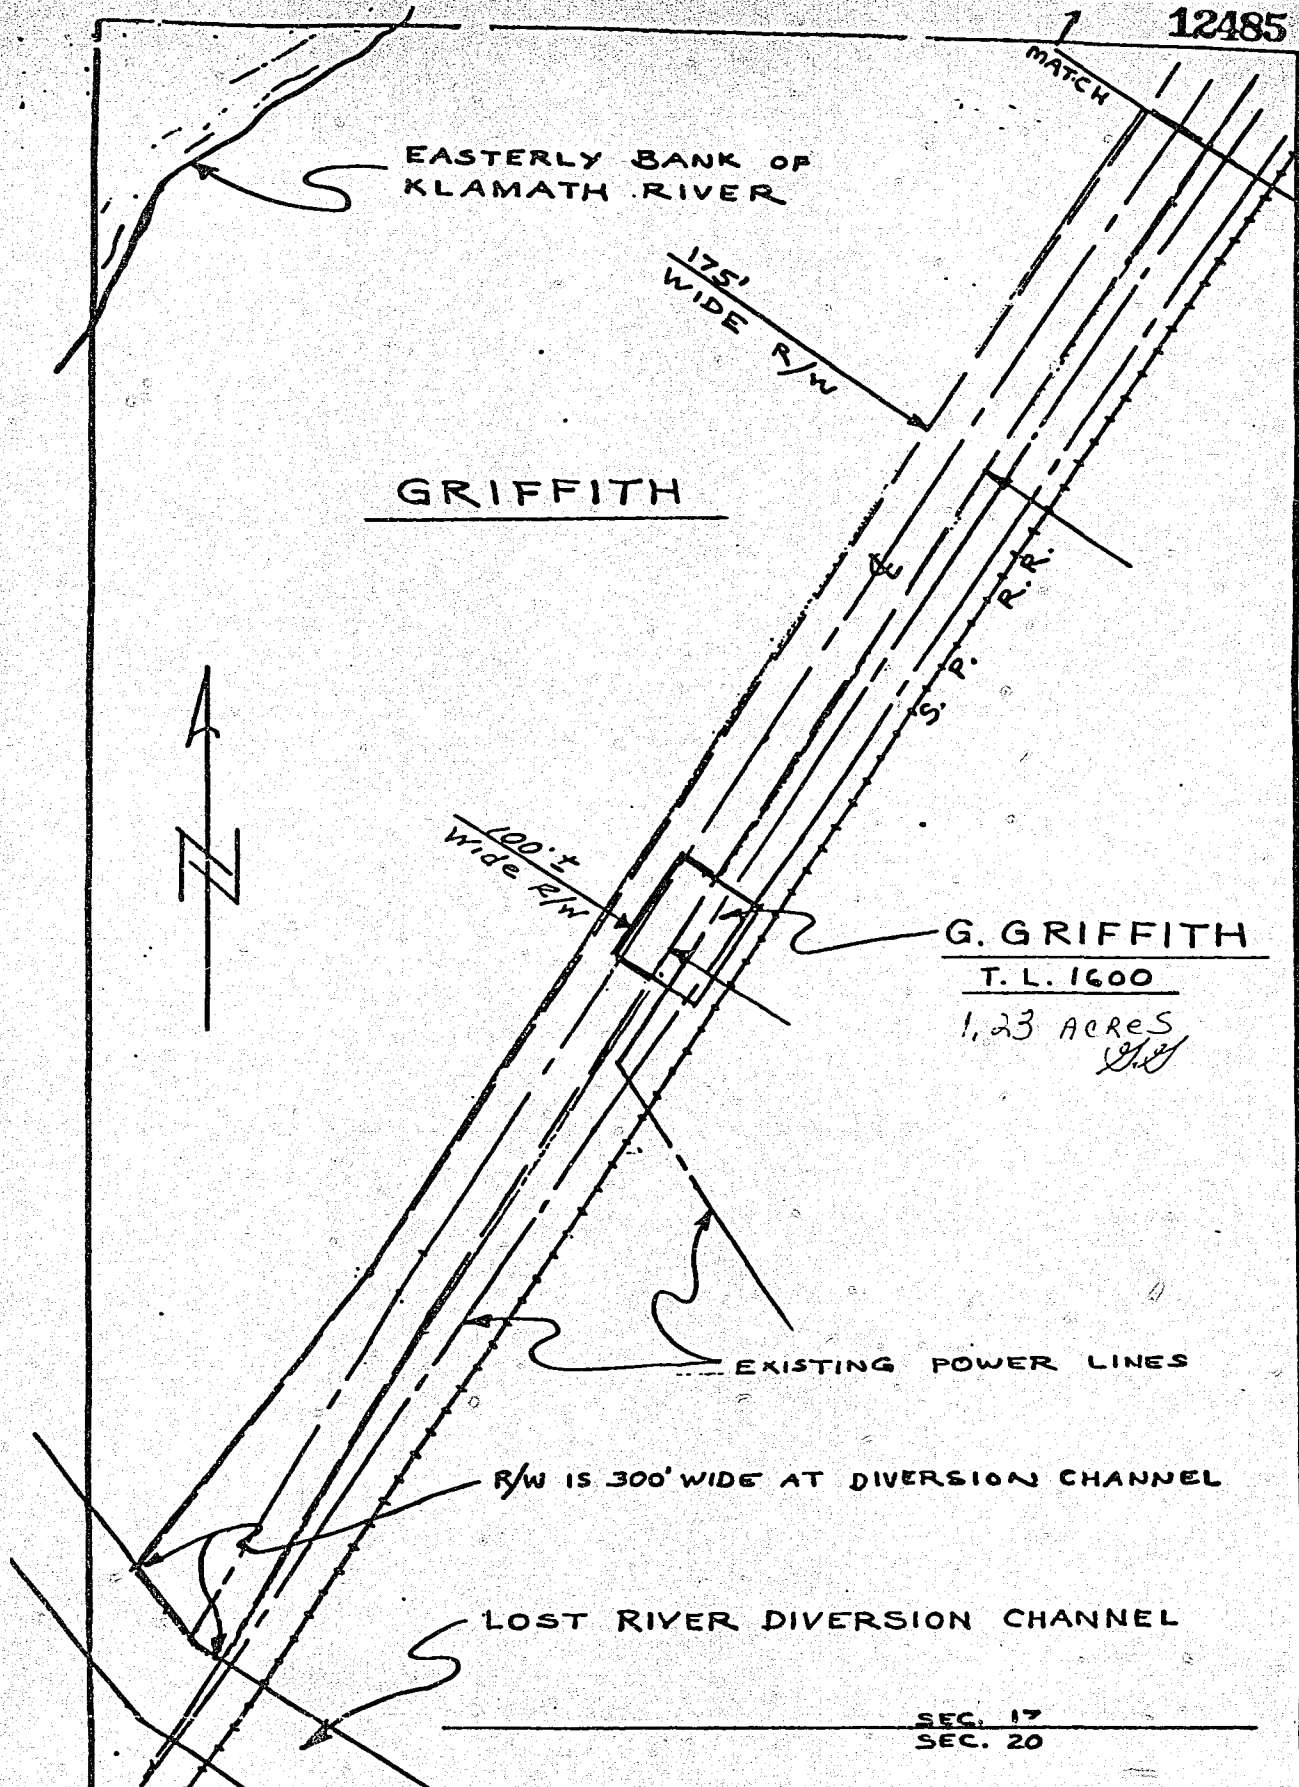 12485
MATCH
EASTERLY BANK OF
KLAMATH RIVER
175'
WIDE R/W
GRIFFITH
℄
S. P. R. R.
N
100'±
Wide R/W
G. GRIFFITH
T. L. 1600
1.23 ACReS
G.G
EXISTING POWER LINES
R/W IS 300' WIDE AT DIVERSION CHANNEL
LOST RIVER DIVERSION CHANNEL
SEC. 17
SEC. 20